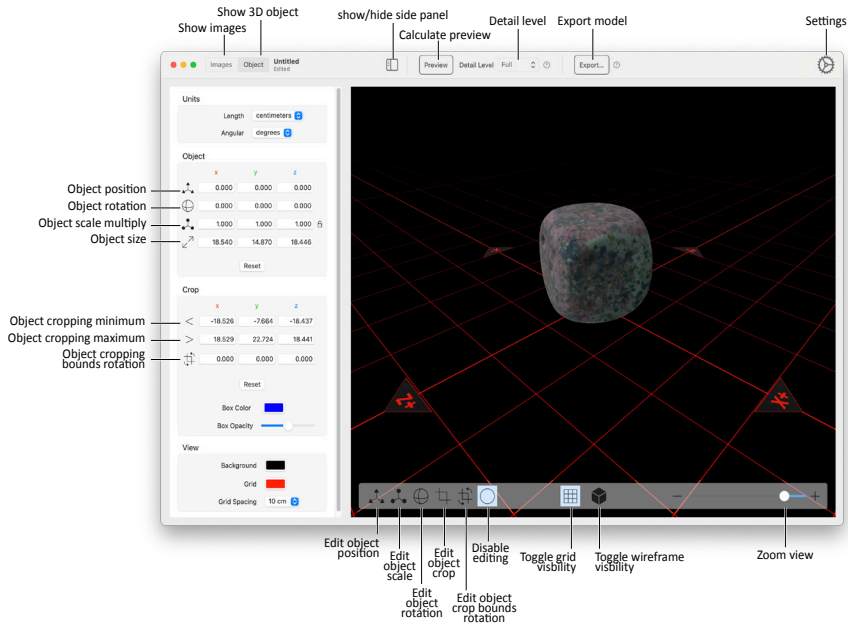 Show 3D object
show/hide side panel
Detail level
Export model
Settings
Show images
Calculate preview
Images
Object
Untitled
Edited
Preview
Detail Level
Full
Export...
Units
Length
centimeters
Angular
degrees
Object
x
y
z
Object position
0.000
0.000
0.000
Object rotation
0.000
0.000
0.000
Object scale multiply
1.000
1.000
1.000
Object size
18.540
14.870
18.446
Reset
Crop
x
y
z
Object cropping minimum
-18.526
-7.664
-18.437
Object cropping maximum
18.529
22.724
18.441
Object cropping
bounds rotation
0.000
0.000
0.000
Reset
Box Color
Box Opacity
View
Background
Grid
Grid Spacing
10 cm
Z+
X+
Edit object
position
Edit
object
scale
Edit
object
rotation
Edit
object
crop
Edit object
crop bounds
rotation
Disable
editing
Toggle grid
visbility
Toggle wireframe
visbility
Zoom view